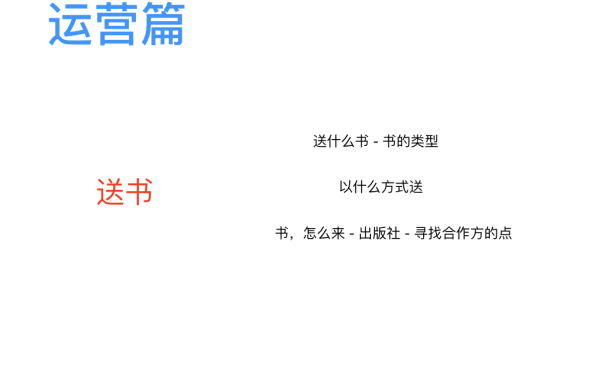 运营篇
送什么书 - 书的类型
以什么方式送
送书
书，怎么来 - 出版社 - 寻找合作方的点